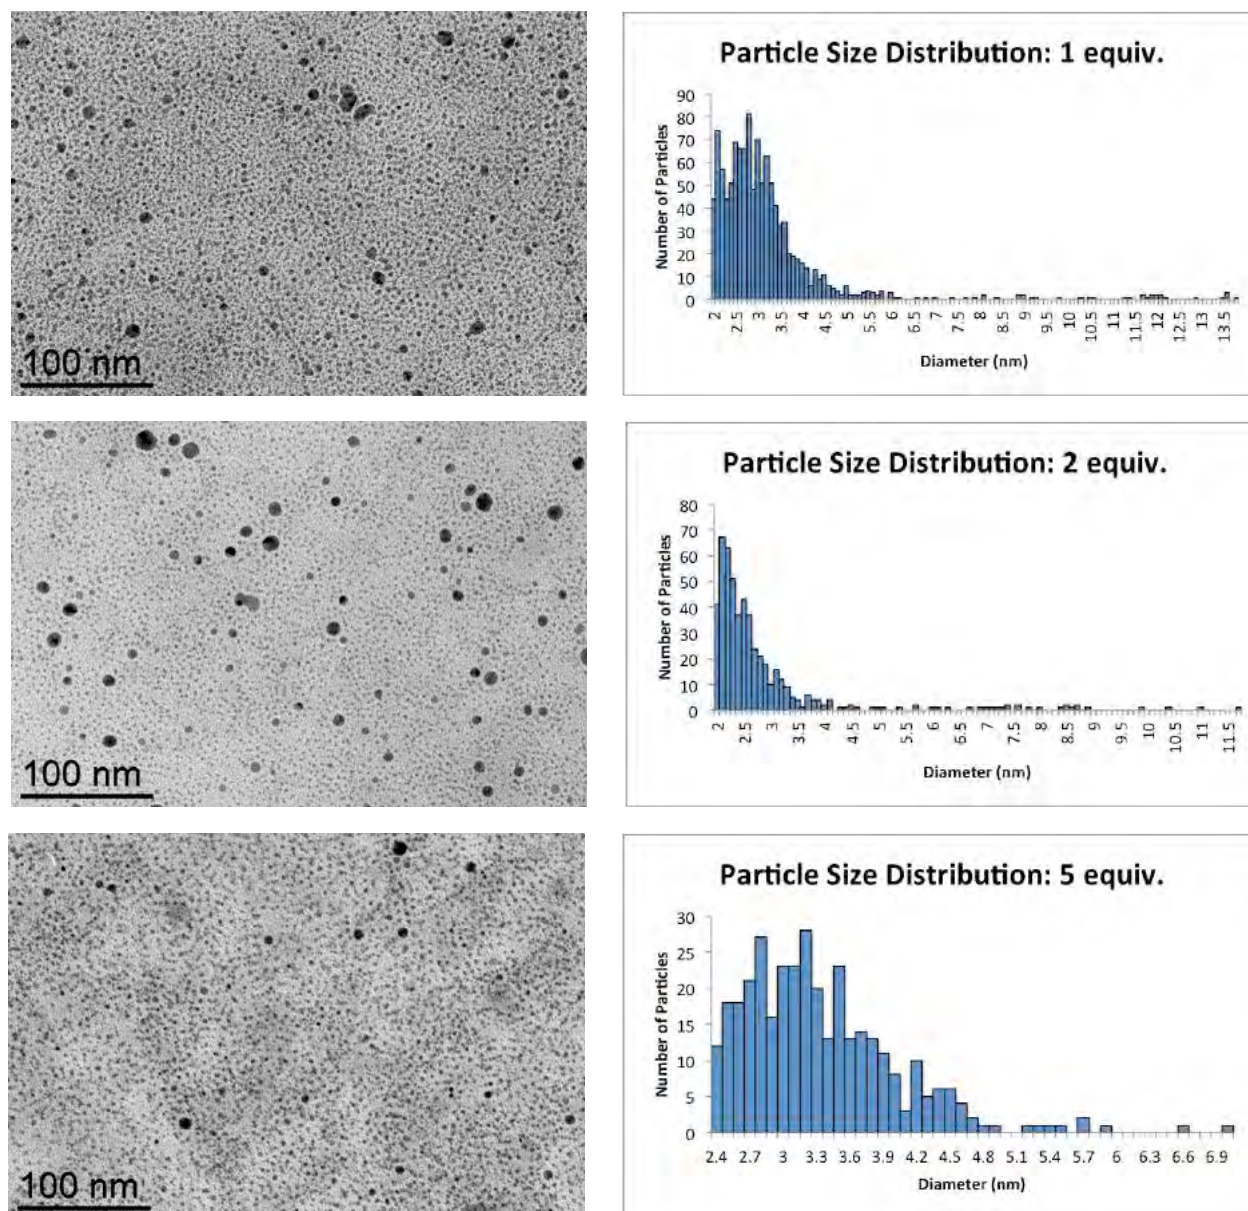 100 nm
Particle Size Distribution: 1 equiv.
Number of Particles
90
80
70
60
50
40
30
20
10
0
2 2.5 3 3.5 4 4.5 5 5.5 6 6.5 7 7.5 8 8.5 9 9.5 10 10.5 11 11.5 12 12.5 13 13.5
Diameter (nm)
100 nm
Particle Size Distribution: 2 equiv.
Number of Particles
80
70
60
50
40
30
20
10
0
2 2.5 3 3.5 4 4.5 5 5.5 6 6.5 7 7.5 8 8.5 9 9.5 10 10.5 11 11.5
Diameter (nm)
100 nm
Particle Size Distribution: 5 equiv.
Number of Particles
30
25
20
15
10
5
0
2.4 2.7 3 3.3 3.6 3.9 4.2 4.5 4.8 5.1 5.4 5.7 6 6.3 6.6 6.9
Diameter (nm)